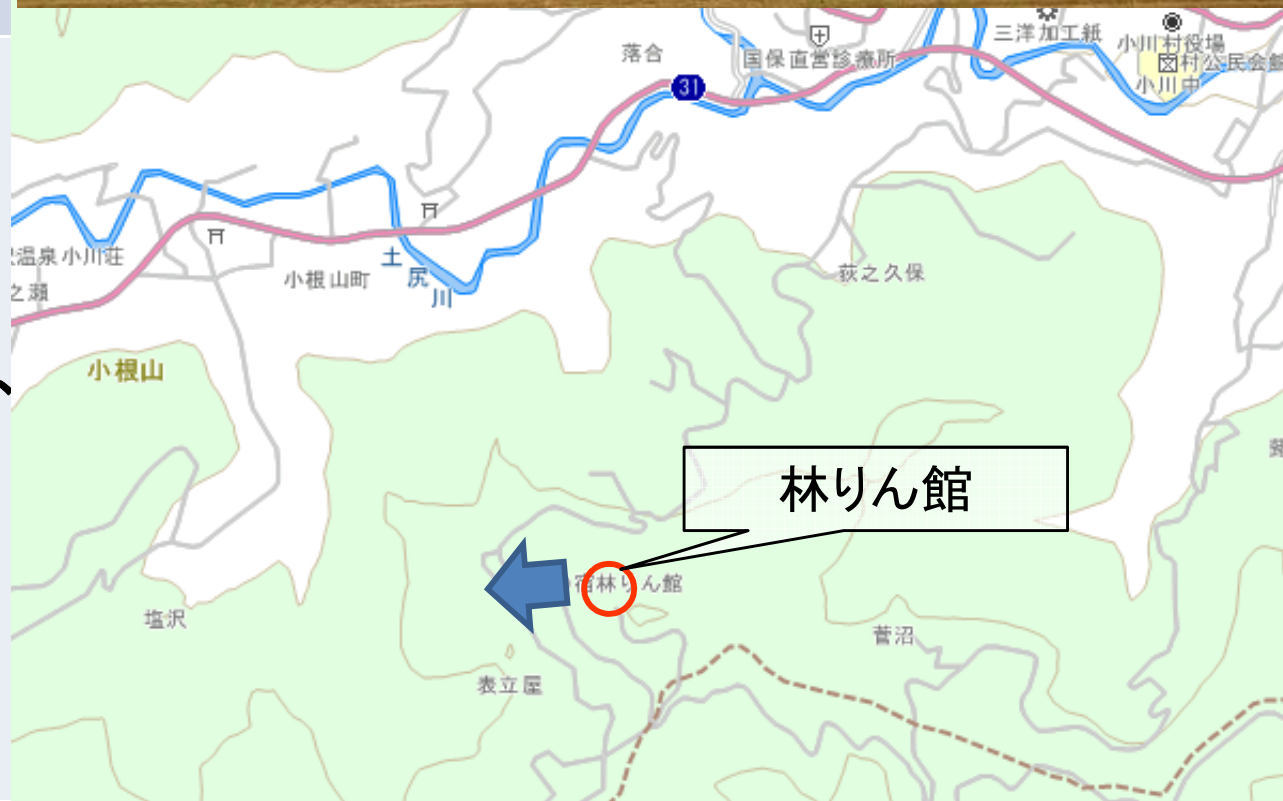 三洋加工紙
小川村役場
落合
国保直営診療所
村公民会館
小川中
31
温泉小川荘
小根山町
土尻川
之瀬
荻之久保
小根山
林りん館
宿林りん館
塩沢
菅沼
表立屋